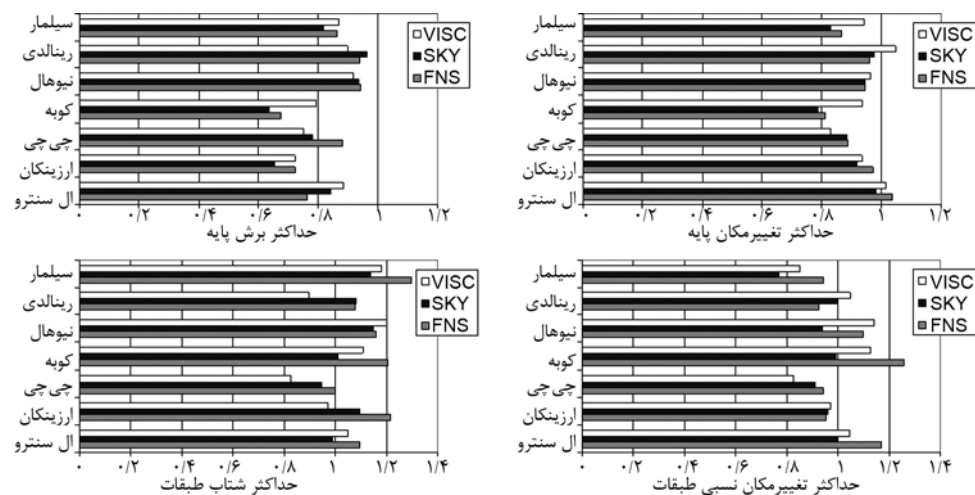 سیلمار
رینالدی
نیوهال
کوبه
چی چی
ارزینکان
ال سنترو
VISC
SKY
FNS
۰ ۰/۲ ۰/۴ ۰/۶ ۰/۸ ۱ ۱/۲
حداکثر برش پایه
سیلمار
رینالدی
نیوهال
کوبه
چی چی
ارزینکان
ال سنترو
VISC
SKY
FNS
۰ ۰/۲ ۰/۴ ۰/۶ ۰/۸ ۱ ۱/۲
حداکثر تغییرمکان پایه
سیلمار
رینالدی
نیوهال
کوبه
چی چی
ارزینکان
ال سنترو
VISC
SKY
FNS
۰ ۰/۲ ۰/۴ ۰/۶ ۰/۸ ۱ ۱/۲ ۱/۴
حداکثر شتاب طبقات
سیلمار
رینالدی
نیوهال
کوبه
چی چی
ارزینکان
ال سنترو
VISC
SKY
FNS
۰ ۰/۲ ۰/۴ ۰/۶ ۰/۸ ۱ ۱/۲ ۱/۴
حداکثر تغییرمکان نسبی طبقات